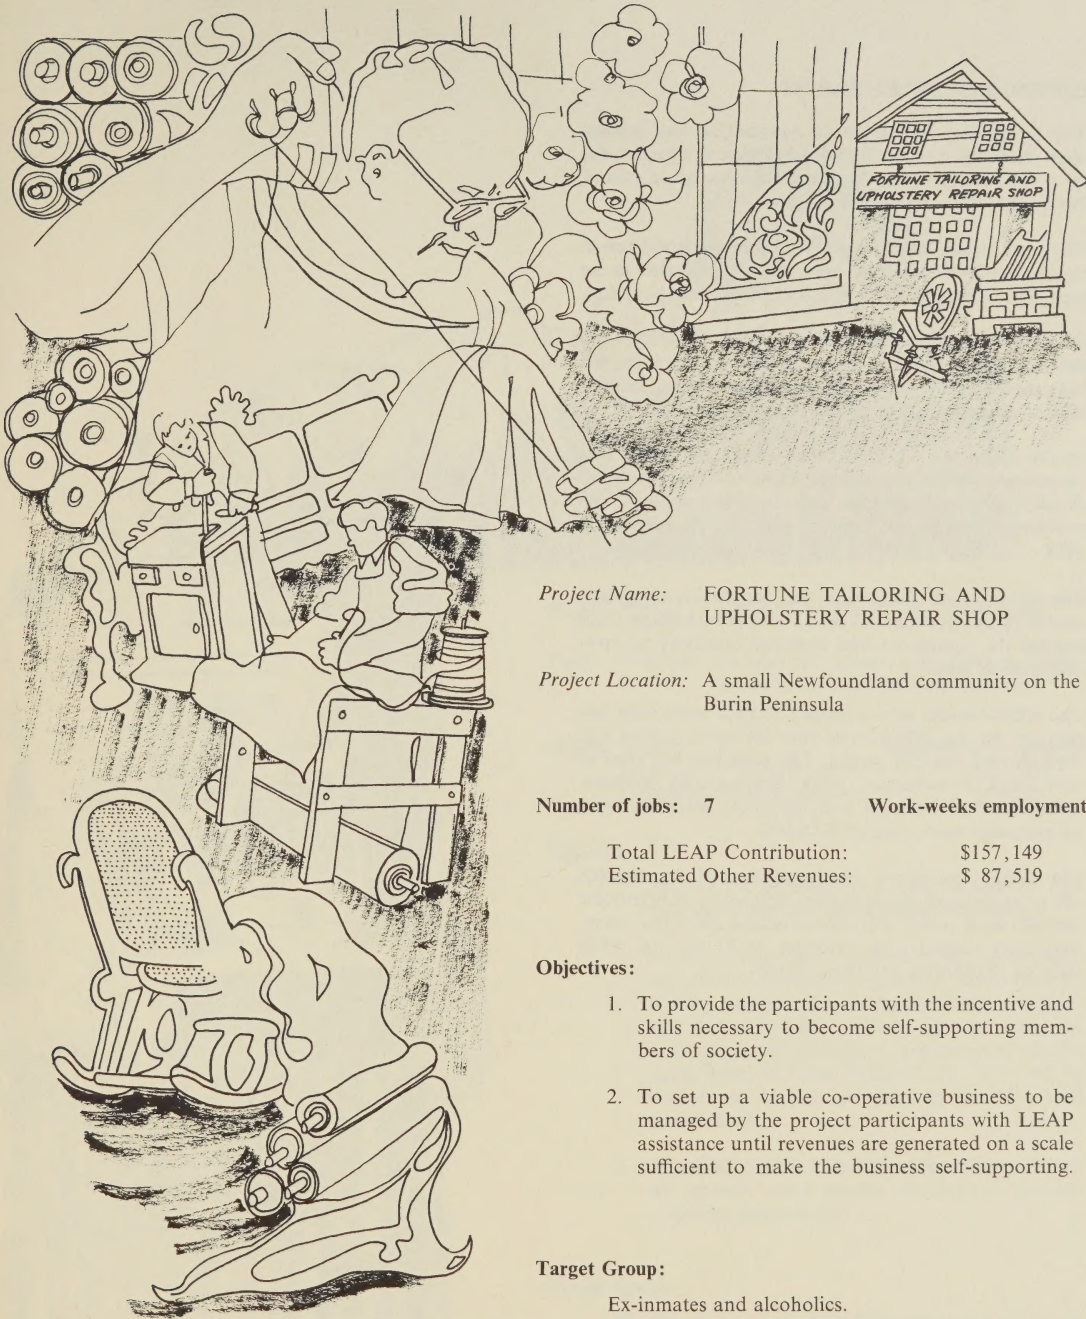 FORTUNE TAILORING AND
UPHOLSTERY REPAIR SHOP
Project Name: FORTUNE TAILORING AND
UPHOLSTERY REPAIR SHOP
Project Location: A small Newfoundland community on the
Burin Peninsula
Number of jobs: 7 Work-weeks employment
Total LEAP Contribution: $157,149
Estimated Other Revenues: $ 87,519
Objectives:
1. To provide the participants with the incentive and
skills necessary to become self-supporting mem-
bers of society.
2. To set up a viable co-operative business to be
managed by the project participants with LEAP
assistance until revenues are generated on a scale
sufficient to make the business self-supporting.
Target Group:
Ex-inmates and alcoholics.